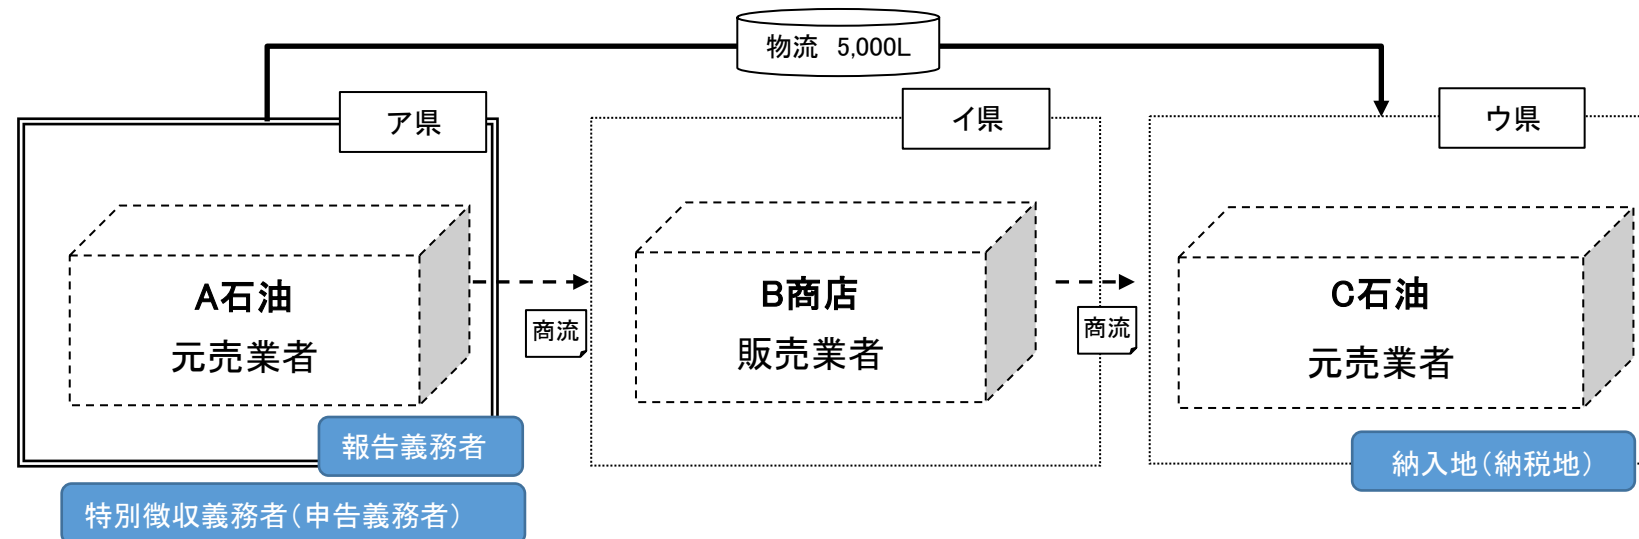 物流 5,000L
ア県
イ県
ウ県
A石油
元売業者
商流
B商店
販売業者
商流
C石油
元売業者
報告義務者
特別徴収義務者(申告義務者)
納入地(納税地)